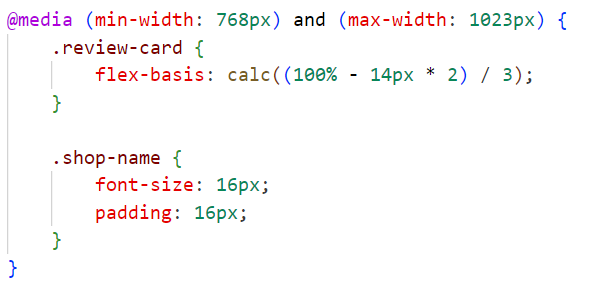 @media (min-width: 768px) and (max-width: 1023px) {
.review-card {
flex-basis: calc((100% - 14px * 2) / 3);
}
.shop-name {
font-size: 16px;
padding: 16px;
}
}